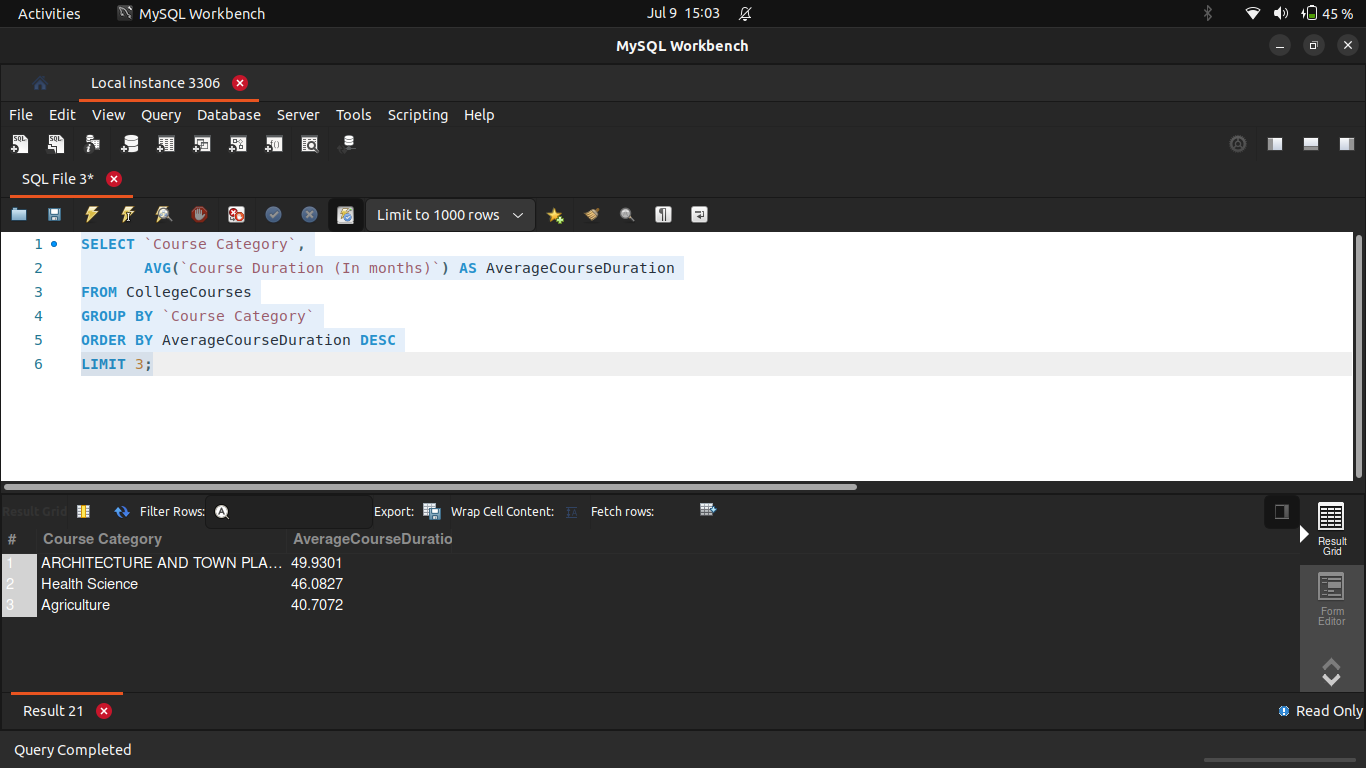 Activities MySQL Workbench Jul 9 15:03 45 %
MySQL Workbench
Local instance 3306
File Edit View Query Database Server Tools Scripting Help
SQL File 3*
Limit to 1000 rows
1 SELECT `Course Category`,
2 AVG(`Course Duration (In months)`) AS AverageCourseDuration
3 FROM CollegeCourses
4 GROUP BY `Course Category`
5 ORDER BY AverageCourseDuration DESC
6 LIMIT 3;
Result Grid Filter Rows: Export: Wrap Cell Content: Fetch rows:
# Course Category AverageCourseDuratio
1 ARCHITECTURE AND TOWN PLA... 49.9301
2 Health Science 46.0827
3 Agriculture 40.7072
Result
Grid
Form
Editor
Result 21 Read Only
Query Completed